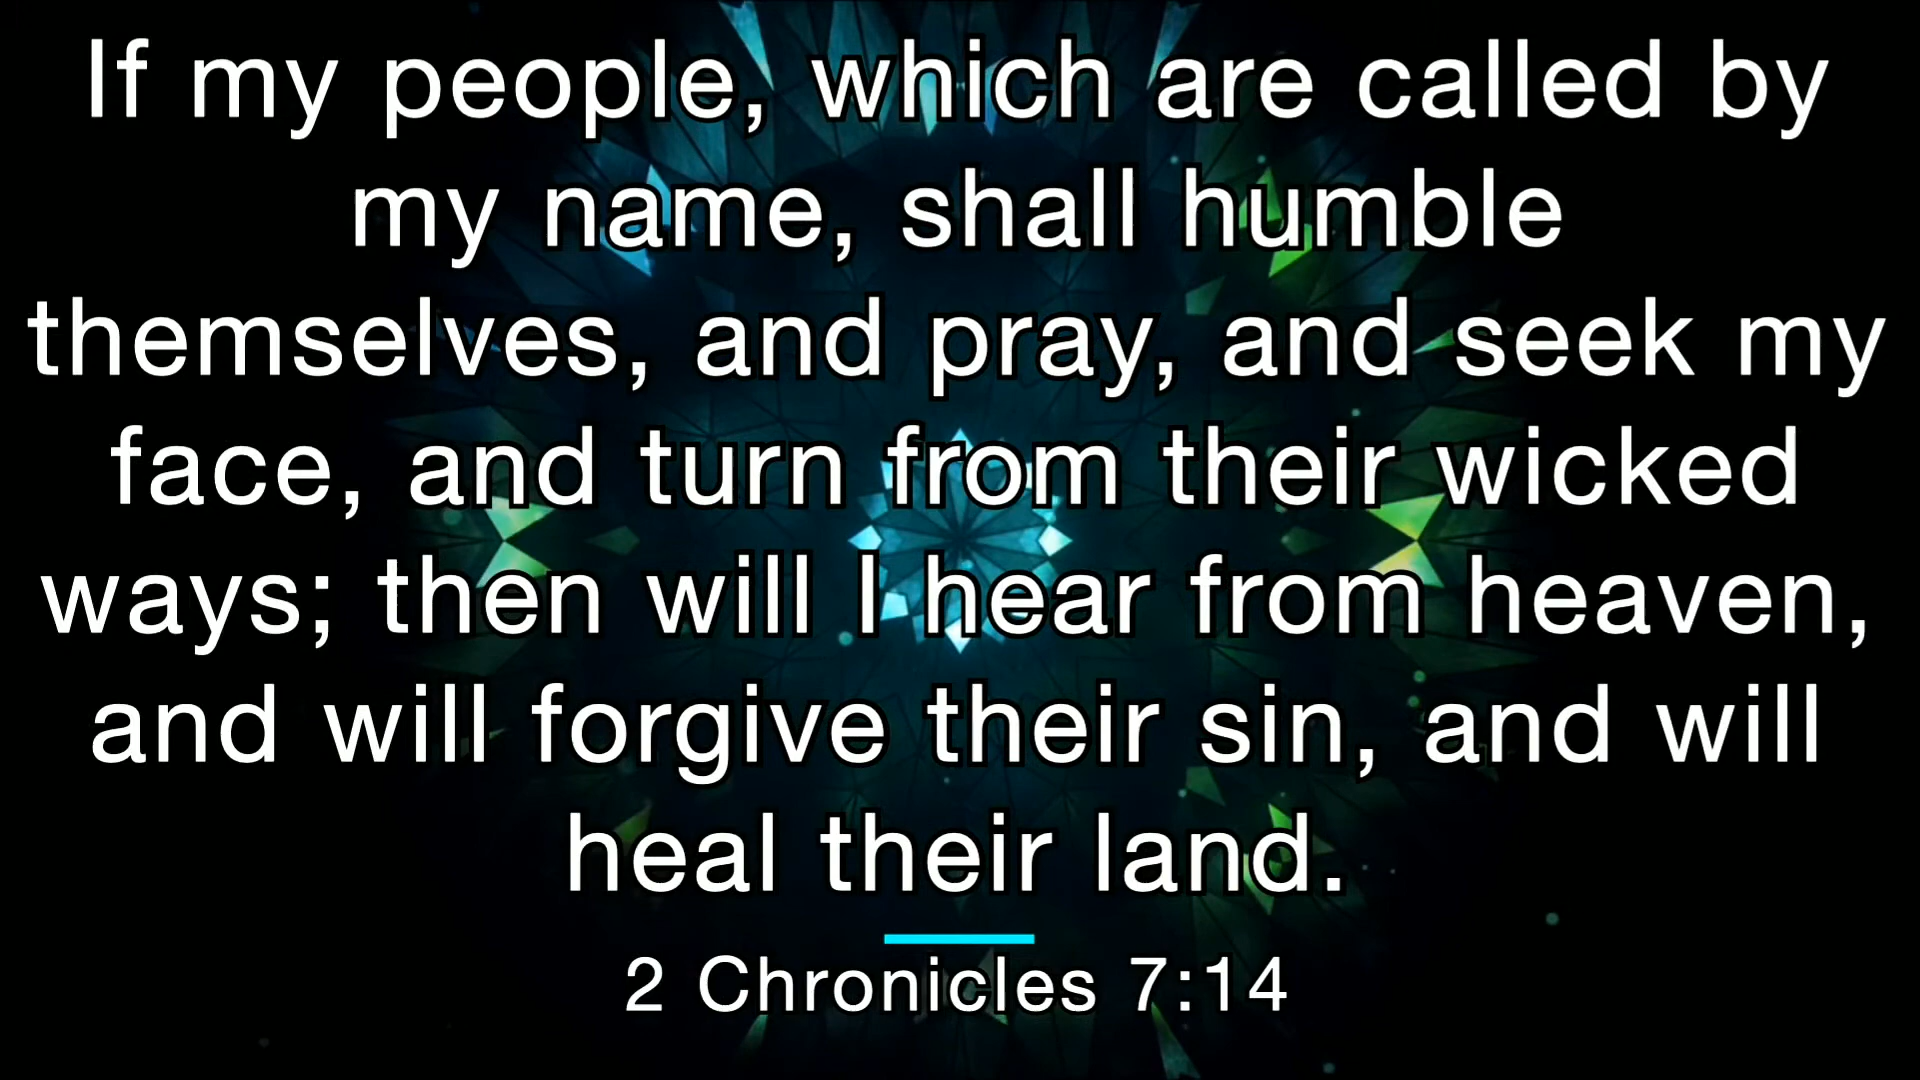 If my people, which are called by
my name, shall humble
themselves, and pray, and seek my
face, and turn from their wicked
ways; then will I hear from heaven,
and will forgive their sin, and will
heal their land.
2 Chronicles 7:14